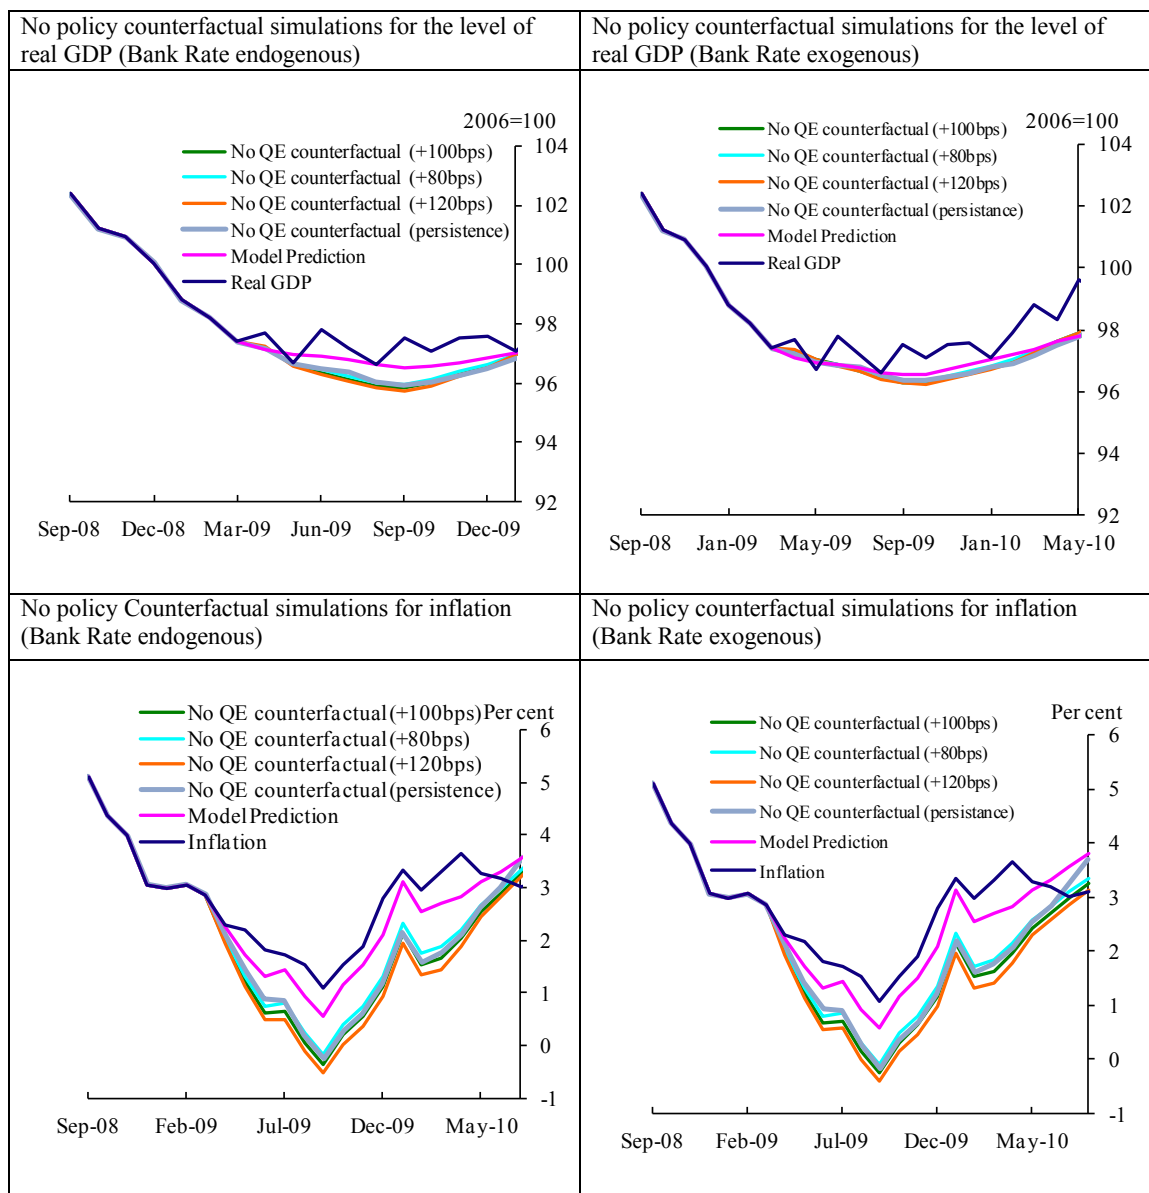 No policy counterfactual simulations for the level of
real GDP (Bank Rate endogenous)
2006=100
No QE counterfactual (+100bps)
No QE counterfactual (+80bps)
No QE counterfactual (+120bps)
No QE counterfactual (persistence)
Model Prediction
Real GDP
104
102
100
98
96
94
92
Sep-08 Dec-08 Mar-09 Jun-09 Sep-09 Dec-09
No policy counterfactual simulations for the level of
real GDP (Bank Rate exogenous)
2006=100
No QE counterfactual (+100bps)
No QE counterfactual (+80bps)
No QE counterfactual (+120bps)
No QE counterfactual (persistance)
Model Prediction
Real GDP
104
102
100
98
96
94
92
Sep-08 Jan-09 May-09 Sep-09 Jan-10 May-10
No policy Counterfactual simulations for inflation
(Bank Rate endogenous)
No QE counterfactual (+100bps) Per cent
No QE counterfactual (+80bps)
No QE counterfactual (+120bps)
No QE counterfactual (persistence)
Model Prediction
Inflation
6
5
4
3
2
1
0
-1
Sep-08 Feb-09 Jul-09 Dec-09 May-10
No policy counterfactual simulations for inflation
(Bank Rate exogenous)
Per cent
No QE counterfactual (+100bps)
No QE counterfactual (+80bps)
No QE counterfactual (+120bps)
No QE counterfactual (persistance)
Model Prediction
Inflation
6
5
4
3
2
1
0
-1
Sep-08 Feb-09 Jul-09 Dec-09 May-10